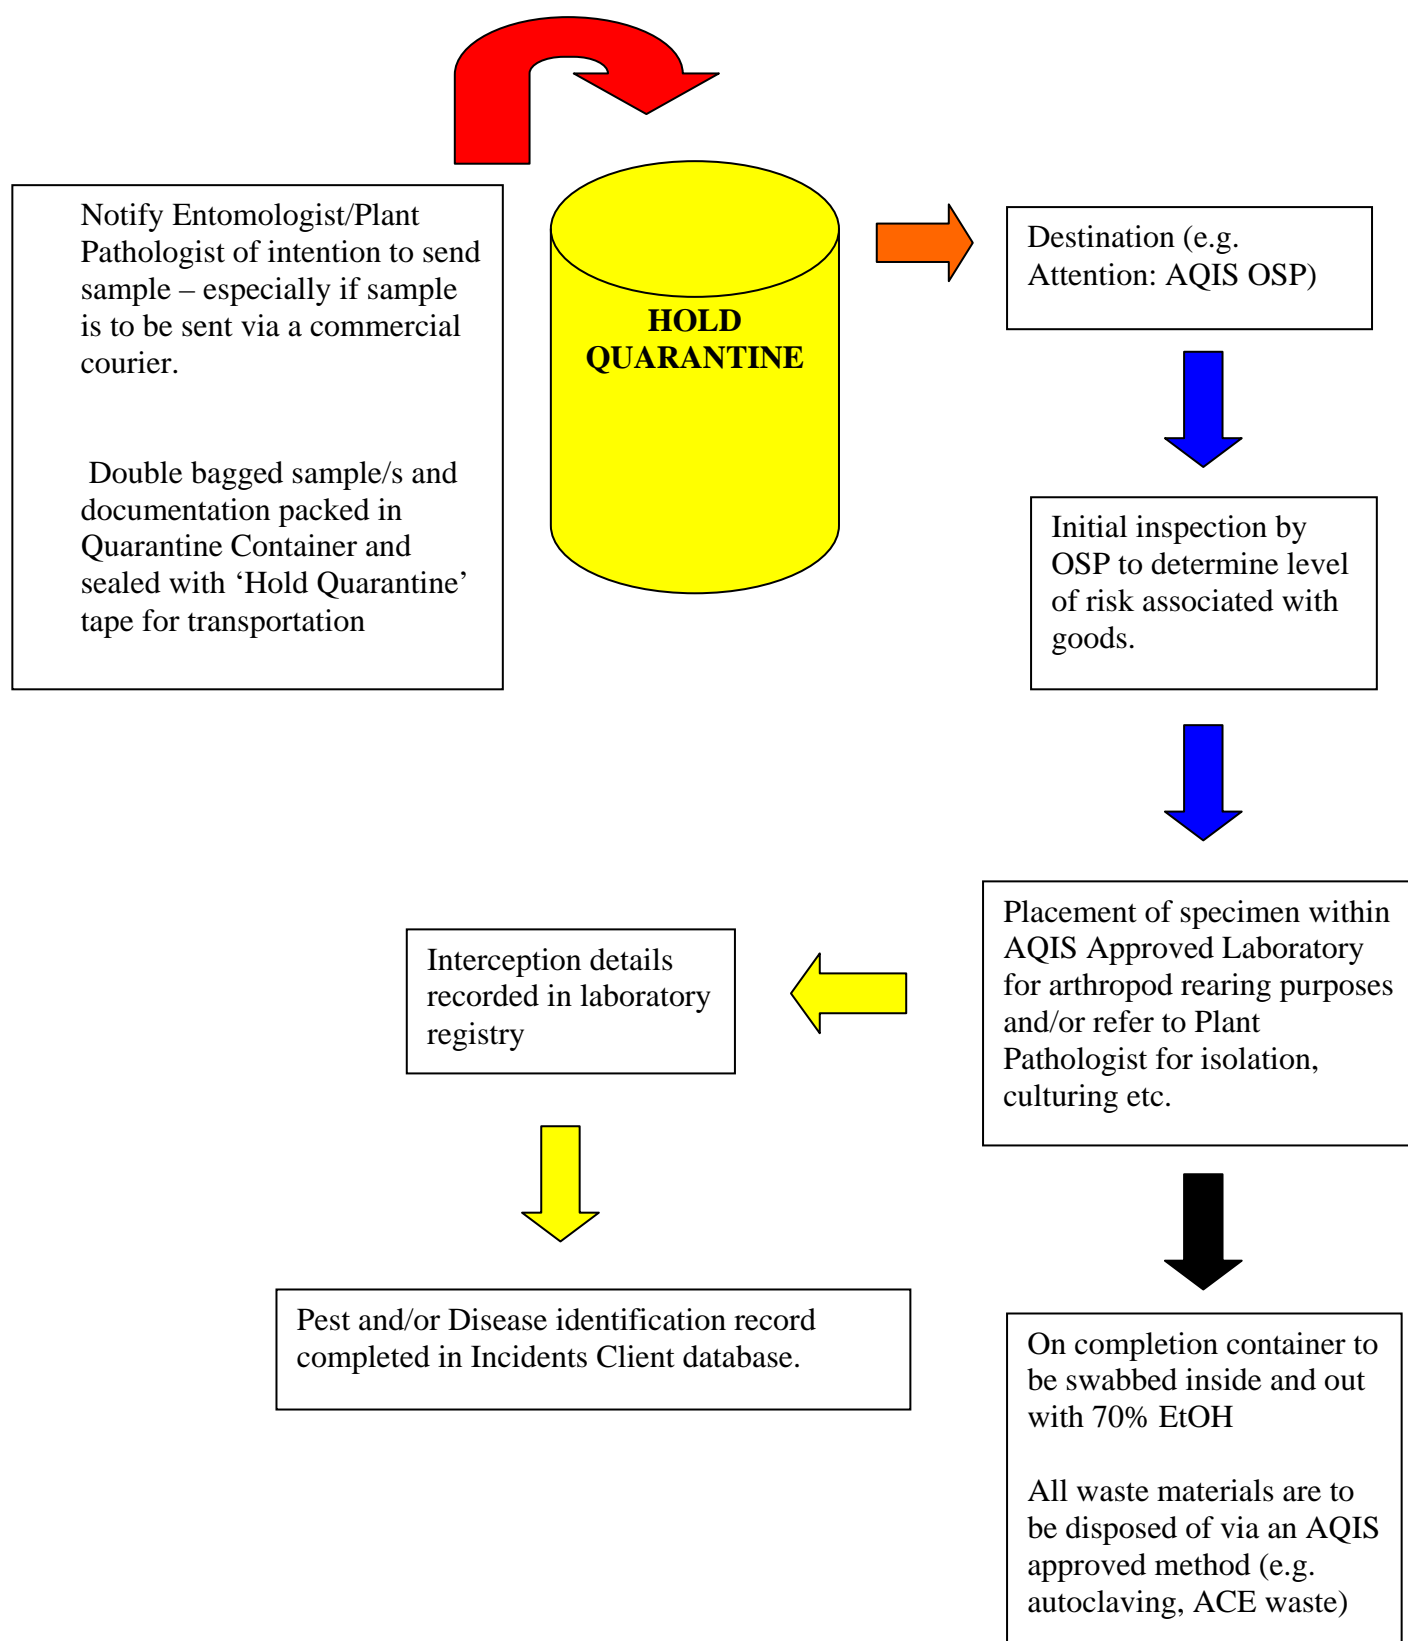 Notify Entomologist/Plant
Pathologist of intention to send
sample – especially if sample
is to be sent via a commercial
courier.
Double bagged sample/s and
documentation packed in
Quarantine Container and
sealed with ‘Hold Quarantine’
tape for transportation
HOLD
QUARANTINE
Destination (e.g.
Attention: AQIS OSP)
Initial inspection by
OSP to determine level
of risk associated with
goods.
Placement of specimen within
AQIS Approved Laboratory
for arthropod rearing purposes
and/or refer to Plant
Pathologist for isolation,
culturing etc.
Interception details
recorded in laboratory
registry
Pest and/or Disease identification record
completed in Incidents Client database.
On completion container to
be swabbed inside and out
with 70% EtOH
All waste materials are to
be disposed of via an AQIS
approved method (e.g.
autoclaving, ACE waste)